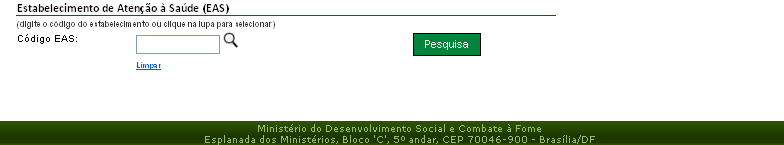 Estabelecimento de Atenção à Saúde (EAS)
(digite o código do estabelecimento ou clique na lupa para selecionar)
Código EAS:
Pesquisa
Limpar
Ministério do Desenvolvimento Social e Combate à Fome
Esplanada dos Ministérios, Bloco 'C', 5º andar, CEP 70046-900 - Brasília/DF